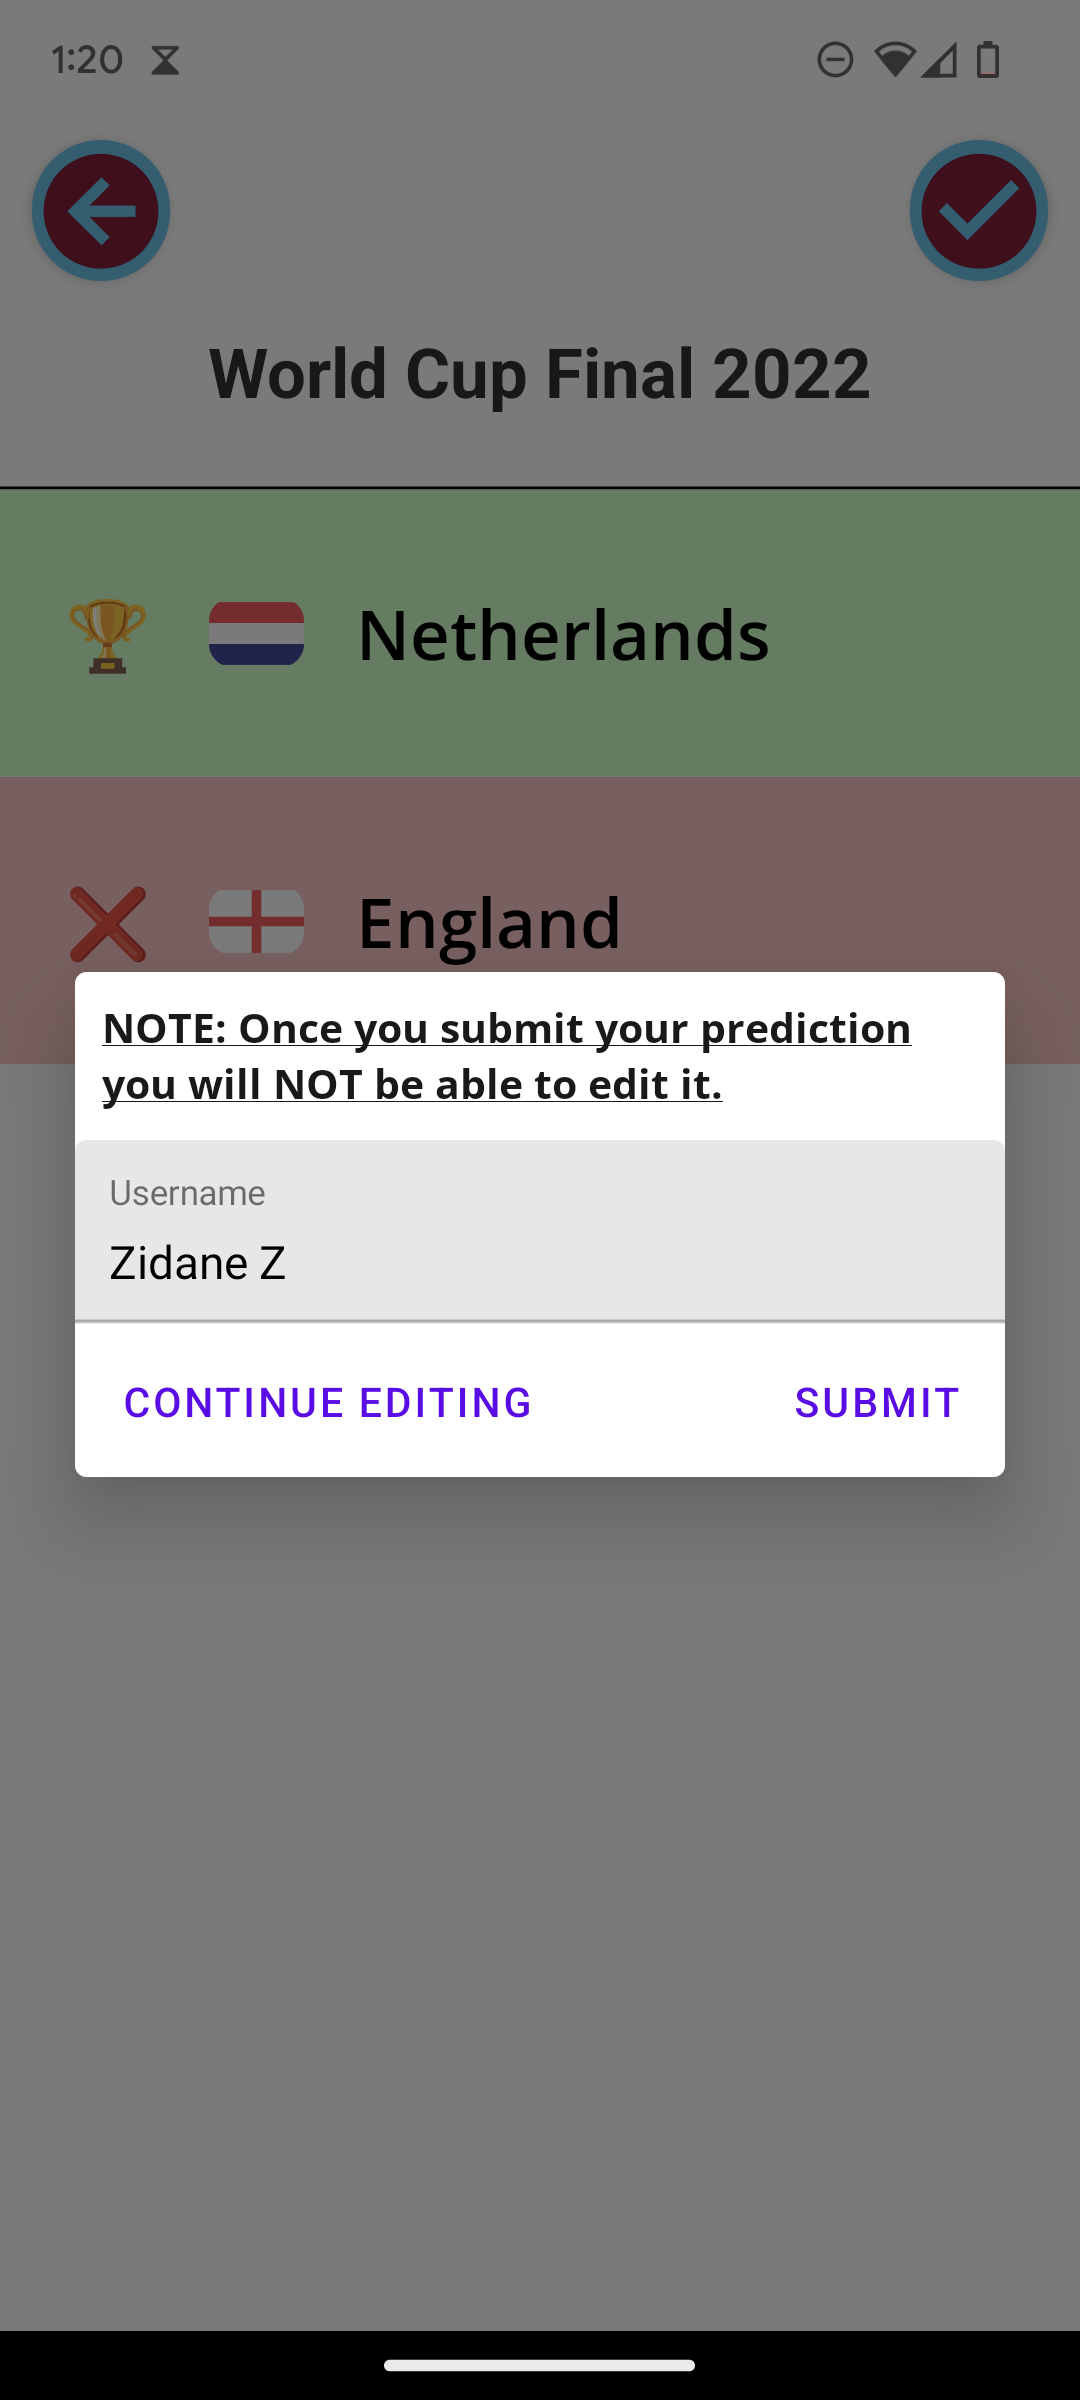 1:20
World Cup Final 2022
Netherlands
England
NOTE: Once you submit your prediction
you will NOT be able to edit it.
Username
Zidane Z
CONTINUE EDITING
SUBMIT